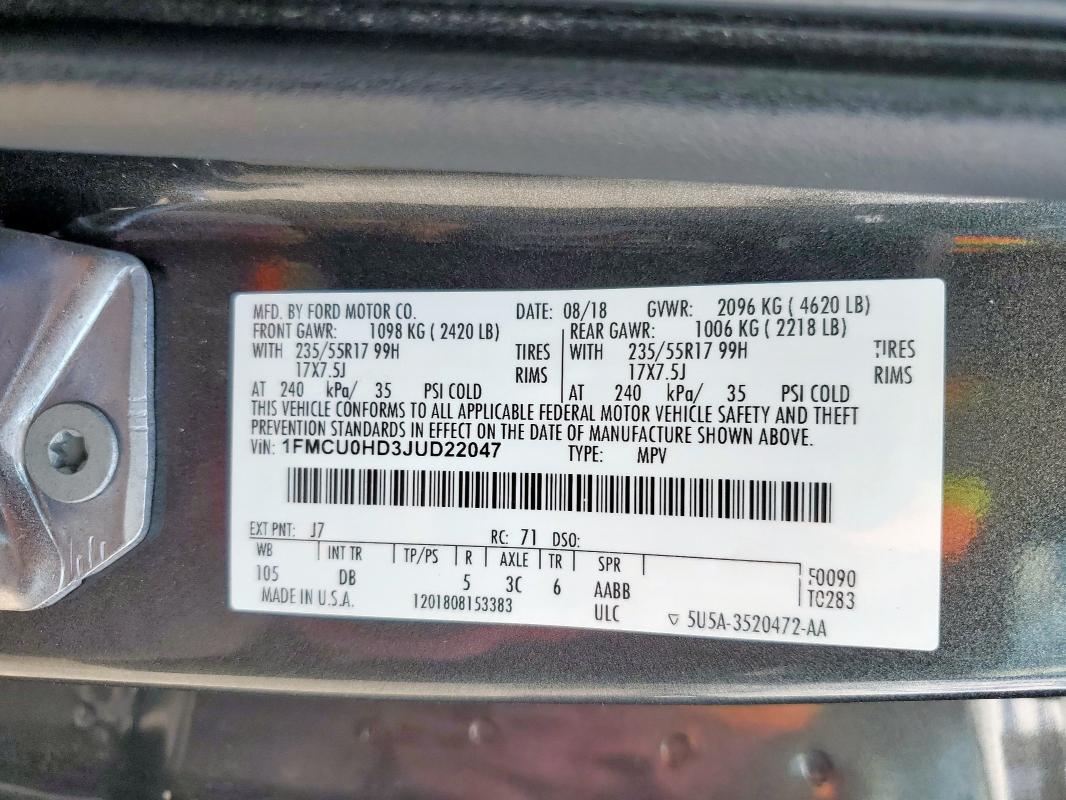 MFD. BY FORD MOTOR CO. DATE: 08/18 GVWR: 2096 KG ( 4620 LB)
FRONT GAWR: 1098 KG ( 2420 LB) REAR GAWR: 1006 KG ( 2218 LB)
WITH 235/55R17 99H TIRES WITH 235/55R17 99H TIRES
17X7.5J RIMS 17X7.5J RIMS
AT 240 kPa/ 35 PSI COLD AT 240 kPa/ 35 PSI COLD
THIS VEHICLE CONFORMS TO ALL APPLICABLE FEDERAL MOTOR VEHICLE SAFETY AND THEFT
PREVENTION STANDARDS IN EFFECT ON THE DATE OF MANUFACTURE SHOWN ABOVE.
VIN: 1FMCU0HD3JUD22047 TYPE: MPV
EXT PNT: J7 RC: 71 DSO:
WB INT TR TP/PS R AXLE TR SPR
105 DB 5 3C 6 AABB F0090
MADE IN U.S.A. 1201808153383 ULC T0283
5U5A-3520472-AA